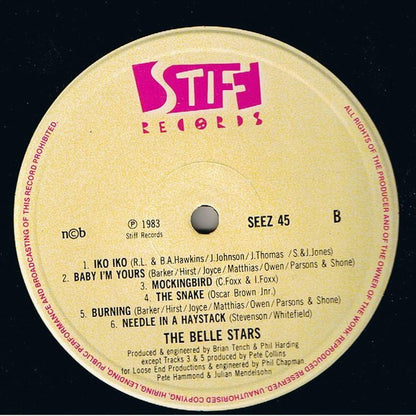 STIFF
RECORDS
ALL RIGHTS OF THE PRODUCER AND OF THE OWNER OF THE WORK REPRODUCED RESERVED. UNAUTHORISED COPYING, HIRING, LENDING, PUBLIC PERFORMANCE AND BROADCASTING OF THIS RECORD PROHIBITED.
n©b
℗ 1983
Stiff Records
SEEZ 45
B
1. IKO IKO (R.L. & B.A.Hawkins/J.Johnson/J.Thomas /S.&J.Jones)
2. BABY I'M YOURS (Barker/Hirst/Joyce/Matthias/Owen/Parsons & Shone)
3. MOCKINGBIRD (C.Foxx & I.Foxx)
4. THE SNAKE (Oscar Brown Jnr.)
5. BURNING (Barker/Hirst/Joyce/Matthias/Owen/Parsons & Shone)
6. NEEDLE IN A HAYSTACK (Stevenson/Whitefield)
THE BELLE STARS
Produced & engineered by Brian Tench & Phil Harding
except Tracks 3 & 5 produced by Pete Collins
for Loose End Productions & engineered by Phil Chapman,
Pete Hammond & Julian Mendelsohn